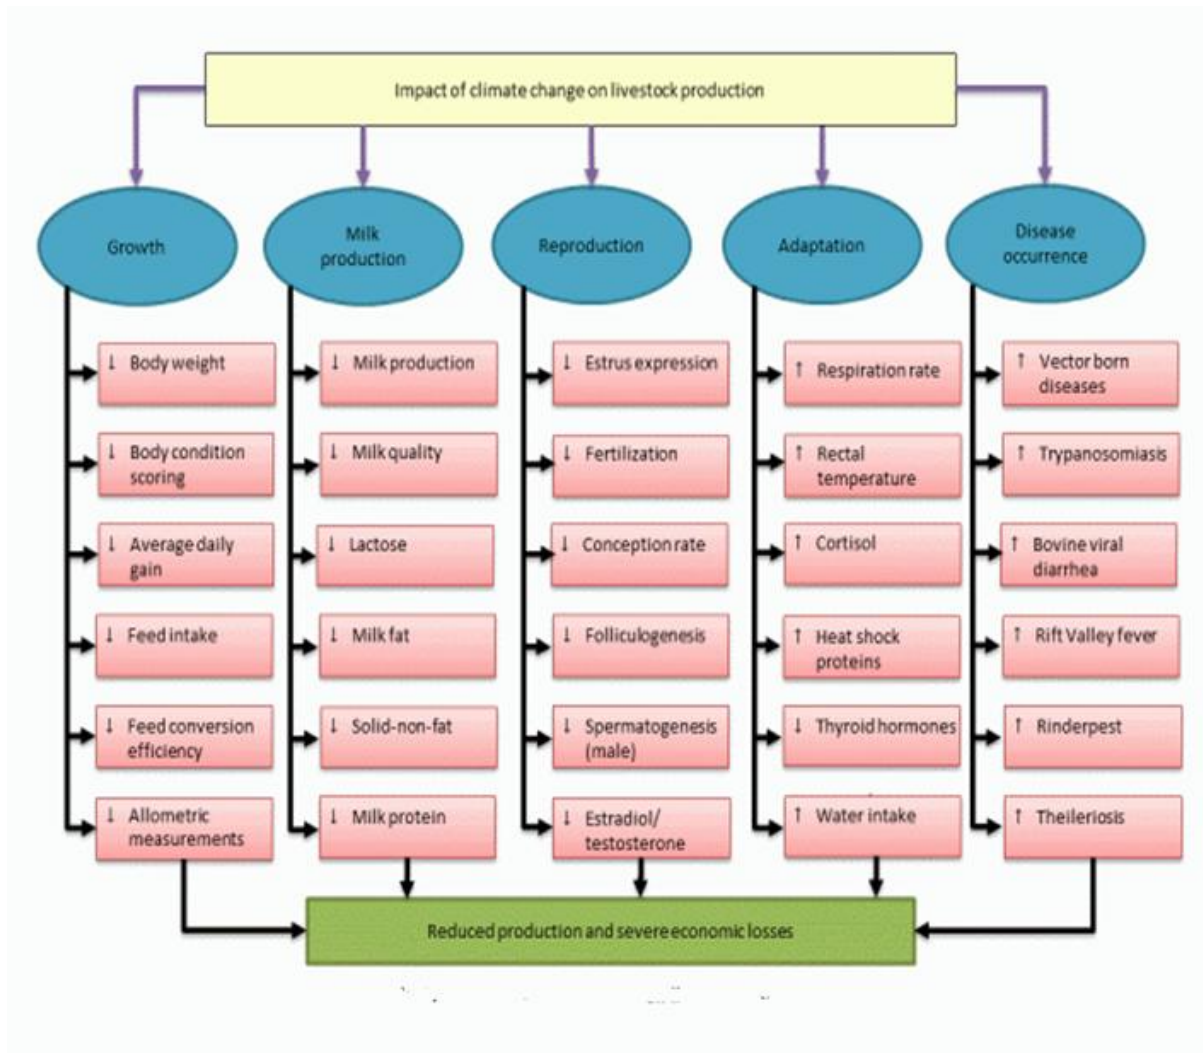 Impact of climate change on livestock production
Growth
Milk
production
Reproduction
Adaptation
Disease
occurrence
↓ Body weight
↓ Body condition
scoring
↓ Average daily
gain
↓ Feed intake
↓ Feed conversion
efficiency
↓ Allometric
measurements
↓ Milk production
↓ Milk quality
↓ Lactose
↓ Milk fat
↓ Solid-non-fat
↓ Milk protein
↓ Estrus expression
↓ Fertilization
↓ Conception rate
↓ Folliculogenesis
↓ Spermatogenesis
(male)
↓ Estradiol/
testosterone
↑ Respiration rate
↑ Rectal
temperature
↑ Cortisol
↑ Heat shock
proteins
↓ Thyroid hormones
↑ Water intake
↑ Vector born
diseases
↑ Trypanosomiasis
↑ Bovine viral
diarrhea
↑ Rift Valley fever
↑ Rinderpest
↑ Theileriosis
Reduced production and severe economic losses